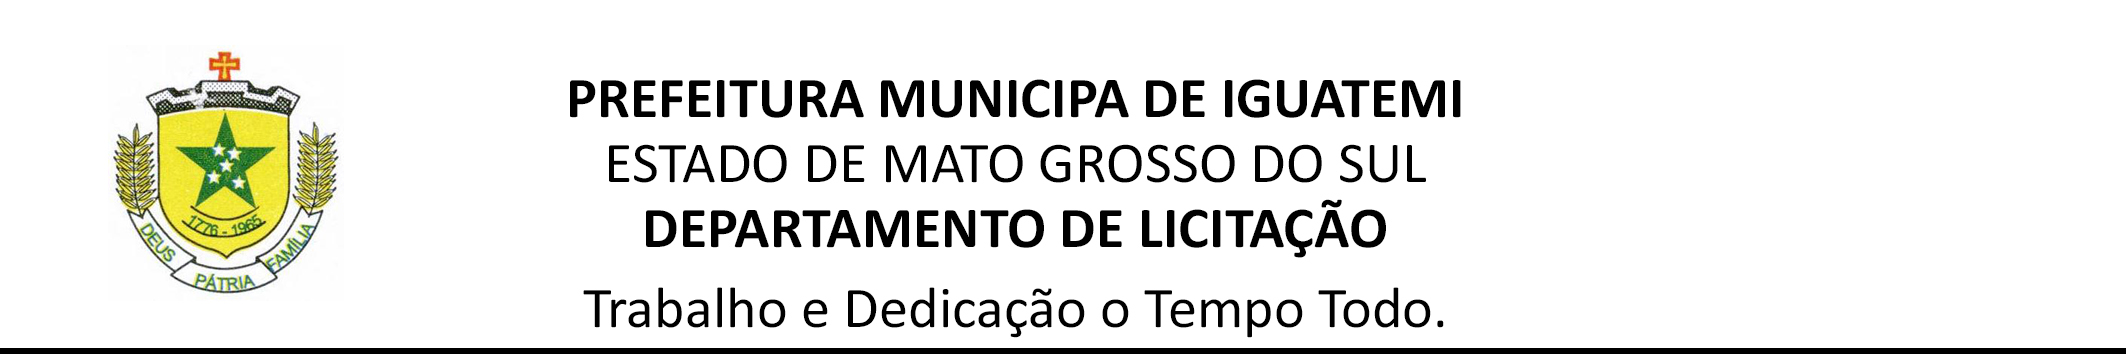 PREFEITURA MUNICIPA DE IGUATEMI
ESTADO DE MATO GROSSO DO SUL
DEPARTAMENTO DE LICITAÇÃO
Trabalho e Dedicação o Tempo Todo.
1776 - 1965
DEUS
PÁTRIA
FAMÍLIA